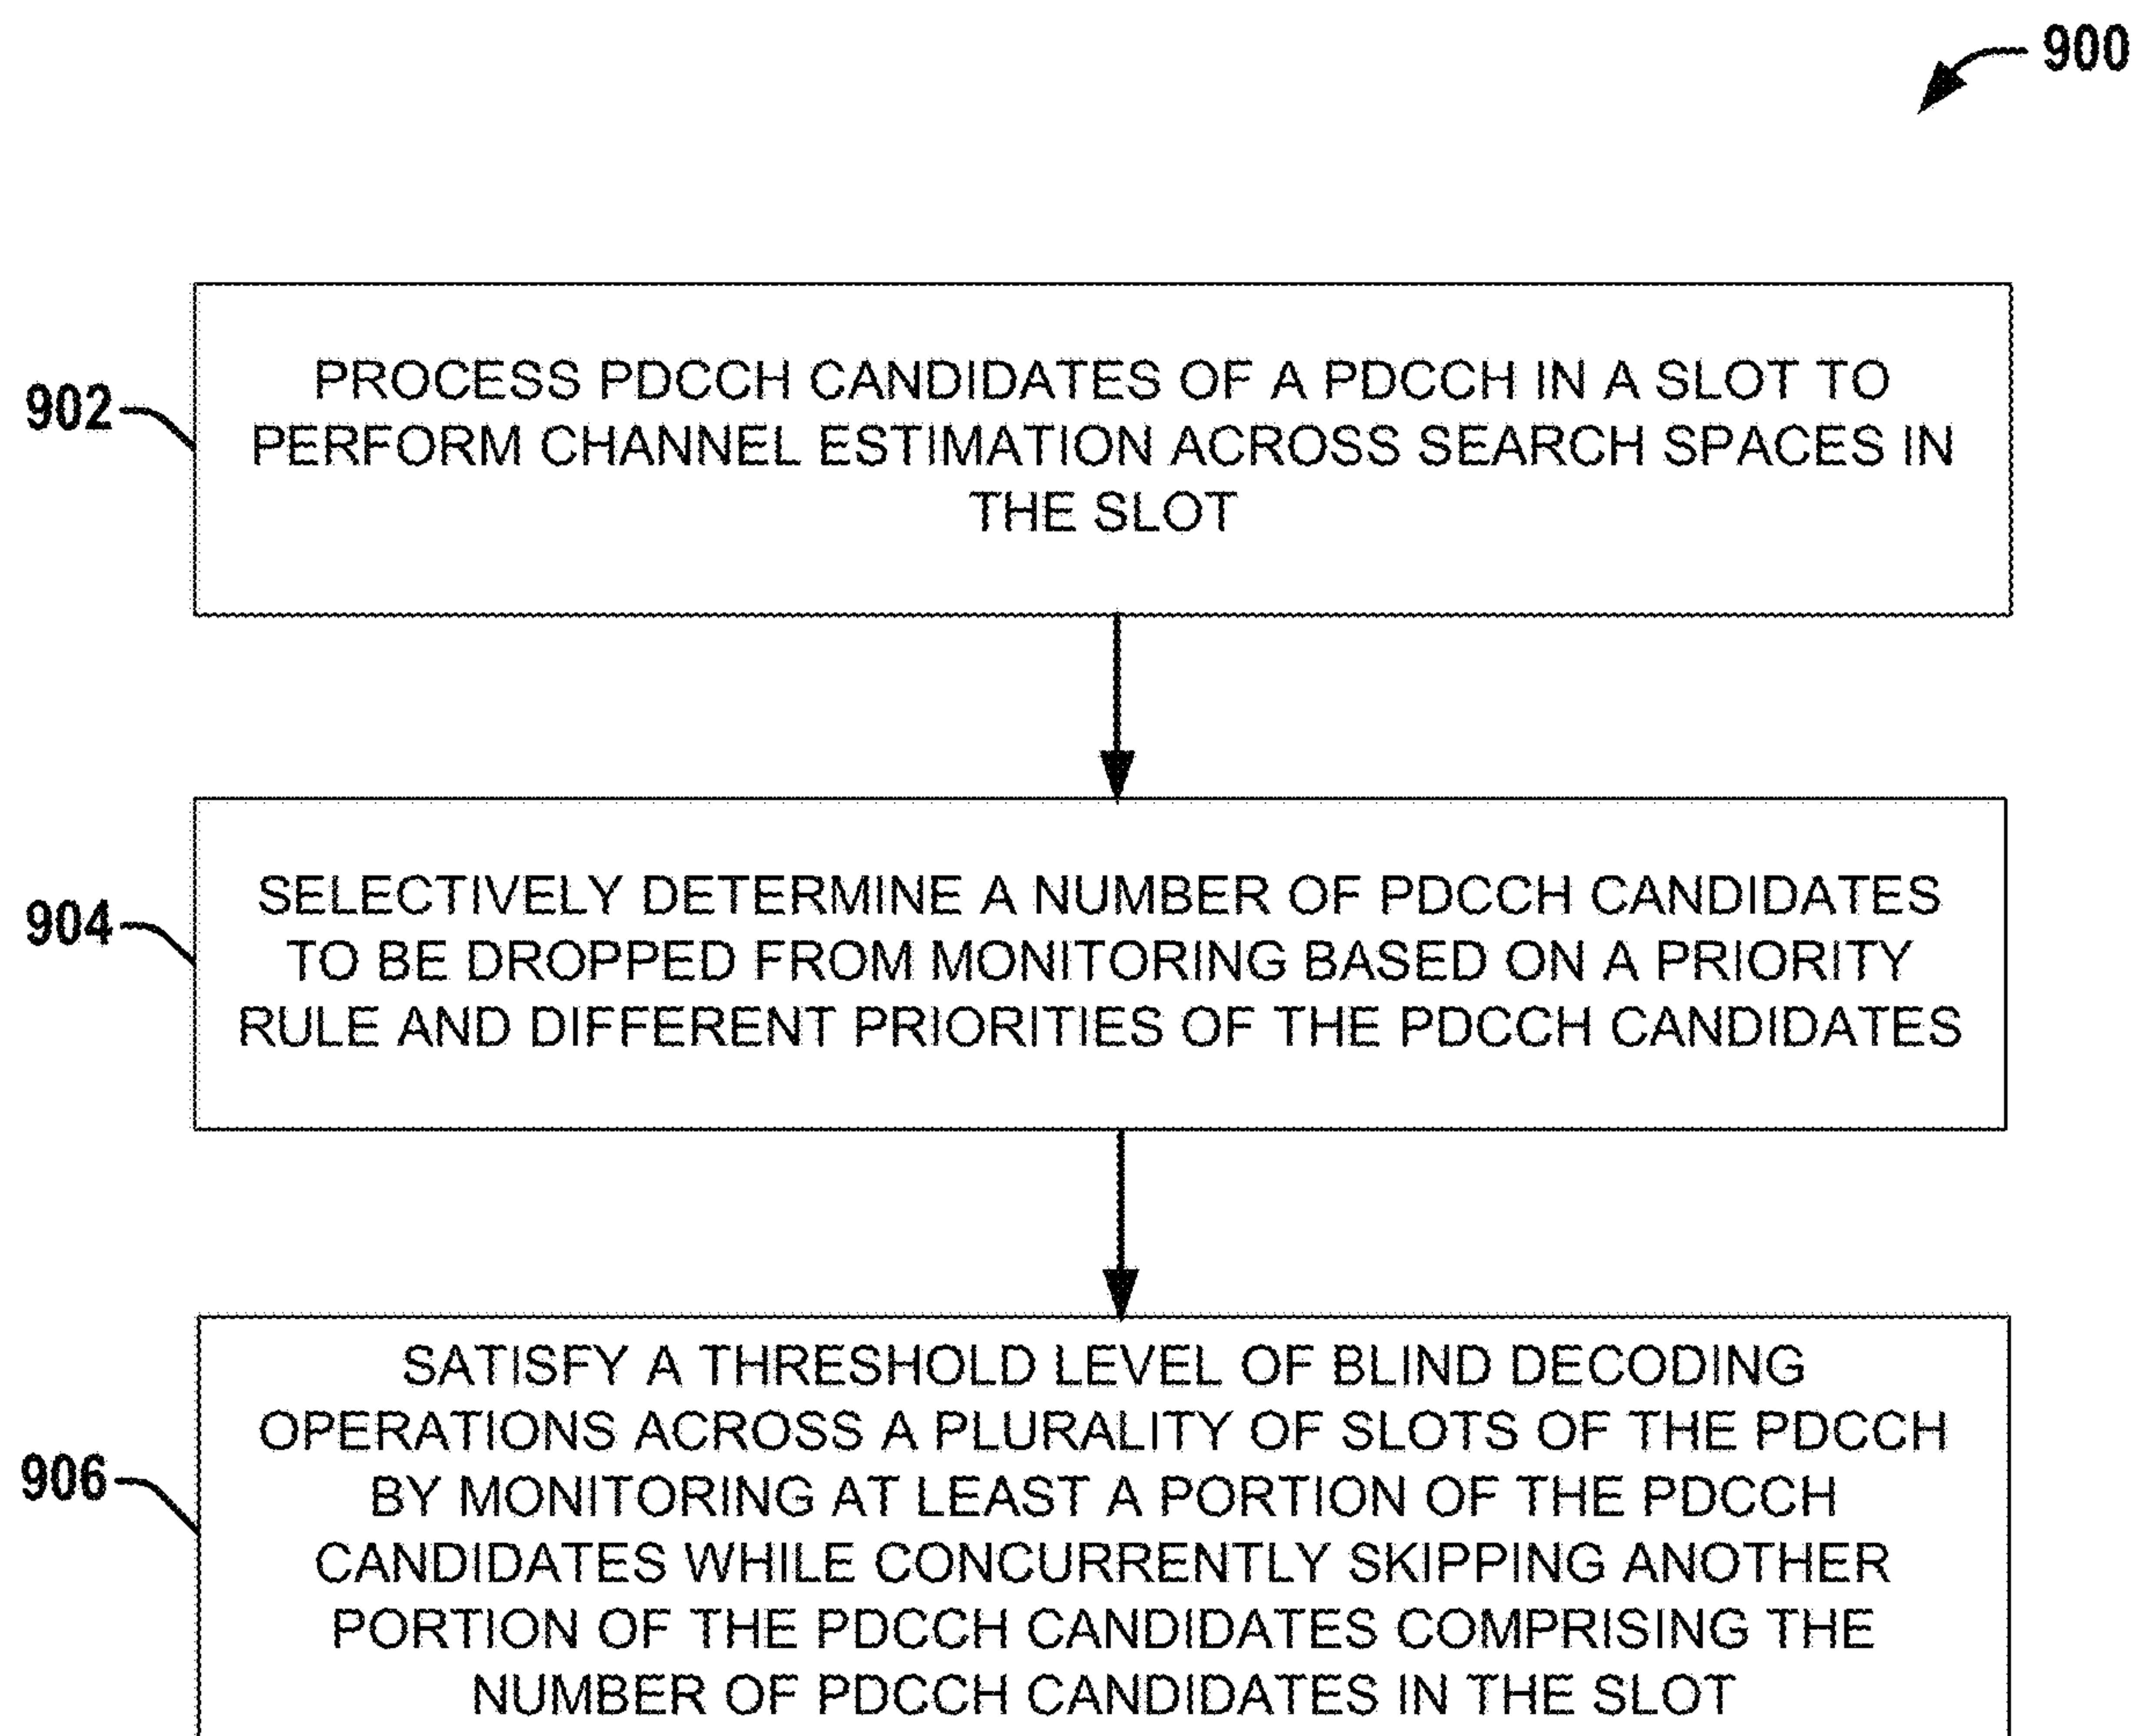 900
902
PROCESS PDCCH CANDIDATES OF A PDCCH IN A SLOT TO
PERFORM CHANNEL ESTIMATION ACROSS SEARCH SPACES IN
THE SLOT
904
SELECTIVELY DETERMINE A NUMBER OF PDCCH CANDIDATES
TO BE DROPPED FROM MONITORING BASED ON A PRIORITY
RULE AND DIFFERENT PRIORITIES OF THE PDCCH CANDIDATES
906
SATISFY A THRESHOLD LEVEL OF BLIND DECODING
OPERATIONS ACROSS A PLURALITY OF SLOTS OF THE PDCCH
BY MONITORING AT LEAST A PORTION OF THE PDCCH
CANDIDATES WHILE CONCURRENTLY SKIPPING ANOTHER
PORTION OF THE PDCCH CANDIDATES COMPRISING THE
NUMBER OF PDCCH CANDIDATES IN THE SLOT